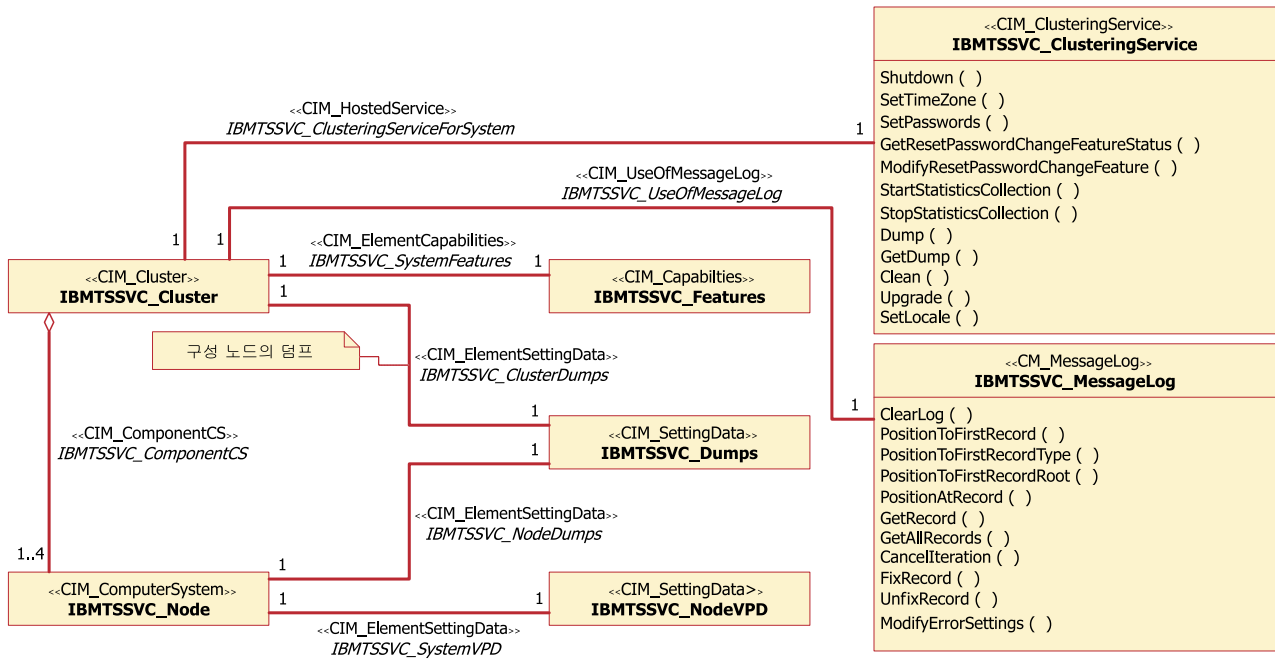 <<CIM_ClusteringService>>
IBMTSSVC_ClusteringService
Shutdown ( )
SetTimeZone ( )
SetPasswords ( )
GetResetPasswordChangeFeatureStatus ( )
ModifyResetPasswordChangeFeature ( )
StartStatisticsCollection ( )
StopStatisticsCollection ( )
Dump ( )
GetDump ( )
Clean ( )
Upgrade ( )
SetLocale ( )
<<CIM_HostedService>>
IBMTSSVC_ClusteringServiceForSystem
1
<<CIM_UseOfMessageLog>>
IBMTSSVC_UseOfMessageLog
1
1
<<CIM_ElementCapabilities>>
IBMTSSVC_SystemFeatures
1
1
<<CIM_Cluster>>
IBMTSSVC_Cluster
<<CIM_Capabilties>>
IBMTSSVC_Features
1
구성 노드의 덤프
<<CIM_ElementSettingData>>
IBMTSSVC_ClusterDumps
<<CM_MessageLog>>
IBMTSSVC_MessageLog
ClearLog ( )
PositionToFirstRecord ( )
PositionToFirstRecordType ( )
PositionToFirstRecordRoot ( )
PositionAtRecord ( )
GetRecord ( )
GetAllRecords ( )
CancelIteration ( )
FixRecord ( )
UnfixRecord ( )
ModifyErrorSettings ( )
1
1
<<CIM_ComponentCS>>
IBMTSSVC_ComponentCS
<<CIM_SettingData>>
IBMTSSVC_Dumps
1
<<CIM_ElementSettingData>>
IBMTSSVC_NodeDumps
1..4
1
<<CIM_ComputerSystem>
IBMTSSVC_Node
1
1
<<CIM_SettingData>
IBMTSSVC_NodeVPD
<<CIM_ElementSettingData>>
IBMTSSVC_SystemVPD